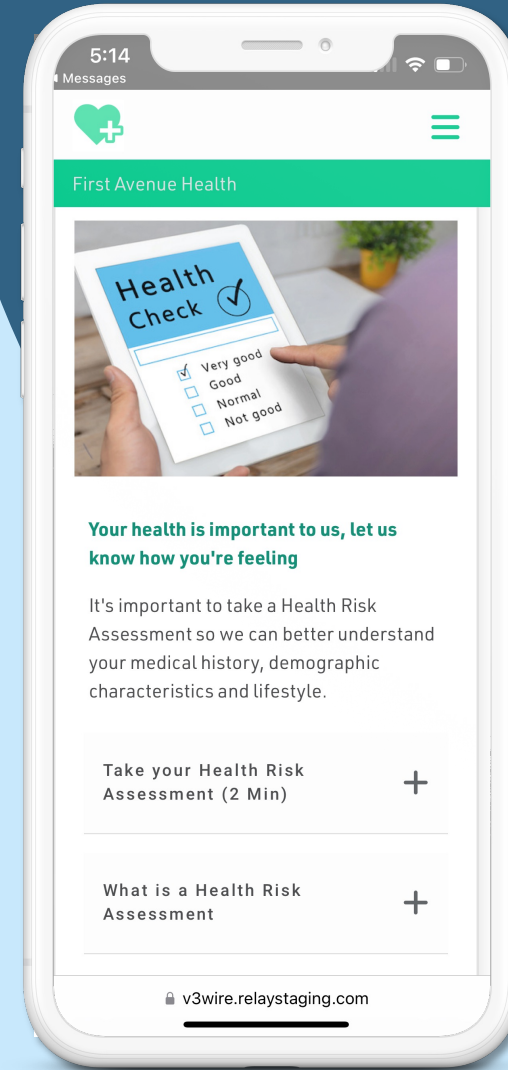 5:14
Messages
First Avenue Health
Health
Check
Very good
Good
Normal
Not good
Your health is important to us, let us
know how you're feeling
It's important to take a Health Risk
Assessment so we can better understand
your medical history, demographic
characteristics and lifestyle.
Take your Health Risk
Assessment (2 Min)
What is a Health Risk
Assessment
v3wire.relaystaging.com